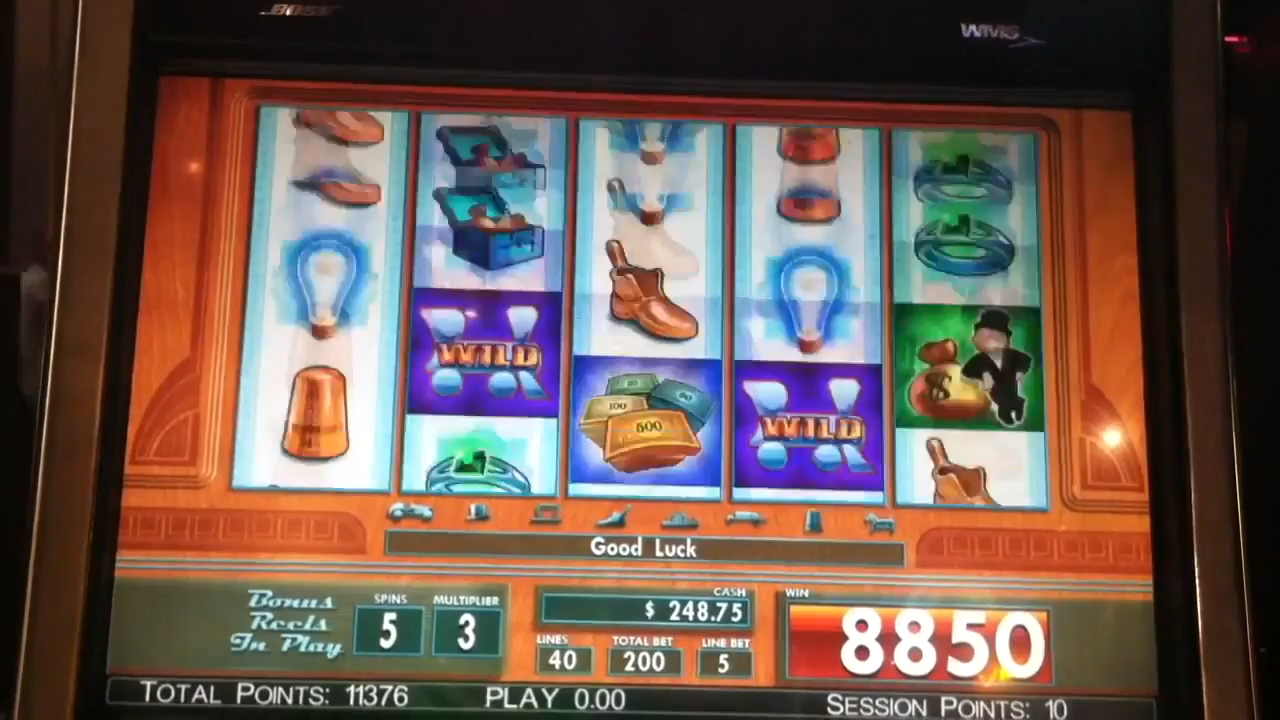 BOSE
WMS
WILD
WILD
100
500
Good Luck
Bonus
Reels
In Play
SPINS
5
MULTIPLIER
3
CASH
$ 248.75
LINES
40
TOTAL BET
200
LINE BET
5
WIN
8850
TOTAL POINTS: 11376
PLAY 0.00
SESSION POINTS: 10